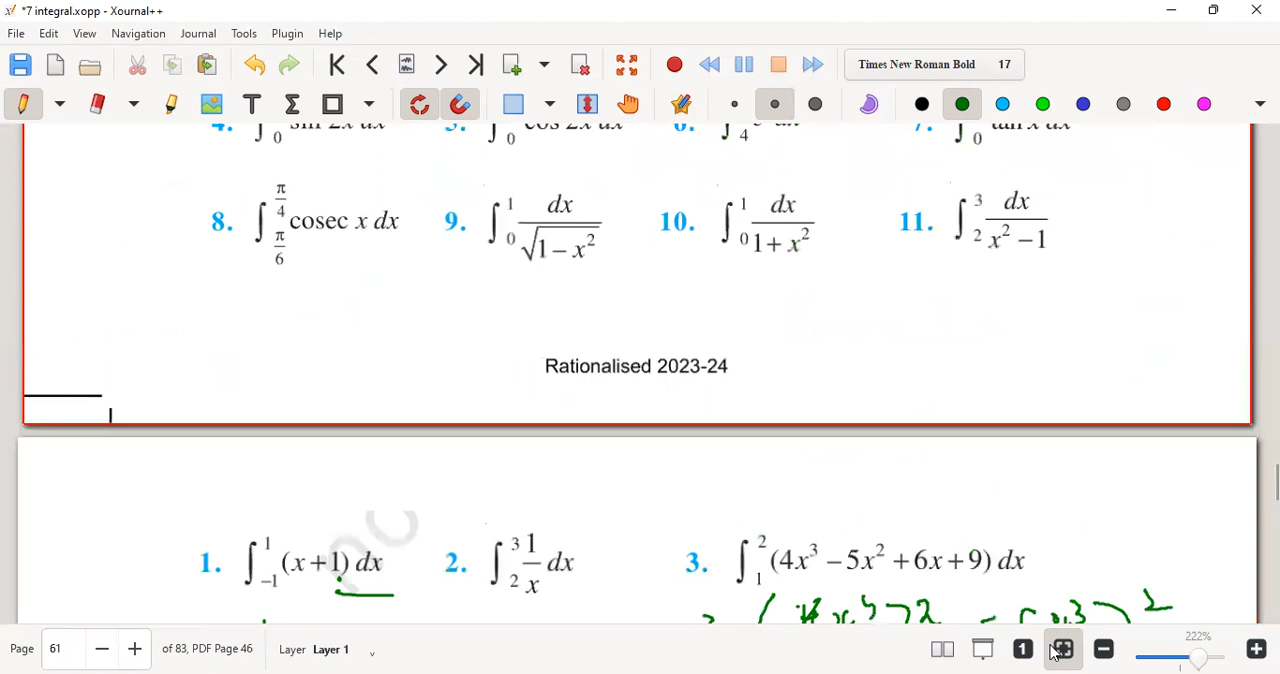 *7 integral.xopp - Xournal++
File Edit View Navigation Journal Tools Plugin Help
Times New Roman Bold 17
8. ∫_{π/6}^{π/4} cosec x dx 9. ∫_0^1 dx/√(1 – x²) 10. ∫_0^1 dx/(1 + x²) 11. ∫_2^3 dx/(x² – 1)
Rationalised 2023-24
1. ∫_{–1}^1 (x + 1) dx 2. ∫_2^3 1/x dx 3. ∫_1^2 (4x³ – 5x² + 6x + 9) dx
Page 61 of 83, PDF Page 46 Layer Layer 1 1 222%